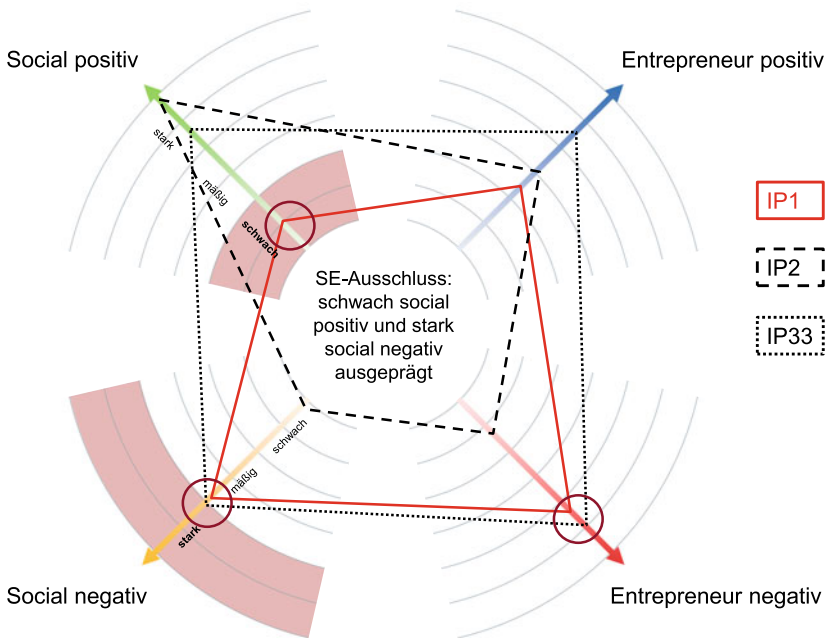 Social positiv
Entrepreneur positiv
stark
mäßig
schwach
IP1
IP2
IP33
SE-Ausschluss:
schwach social
positiv und stark
social negativ
ausgeprägt
schwach
mäßig
stark
Social negativ
Entrepreneur negativ